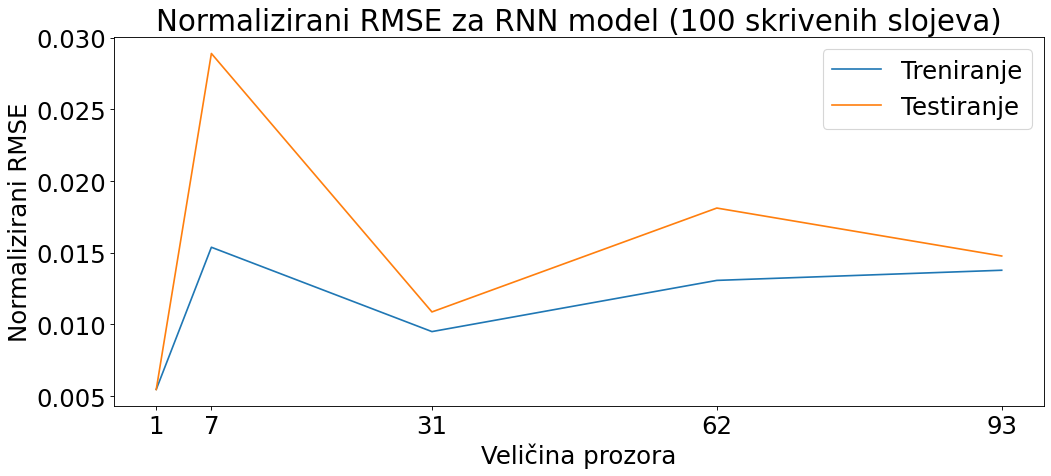 Normalizirani RMSE za RNN model (100 skrivenih slojeva)
Normalizirani RMSE
0.030
0.025
0.020
0.015
0.010
0.005
Treniranje
Testiranje
1 7 31 62 93
Veličina prozora